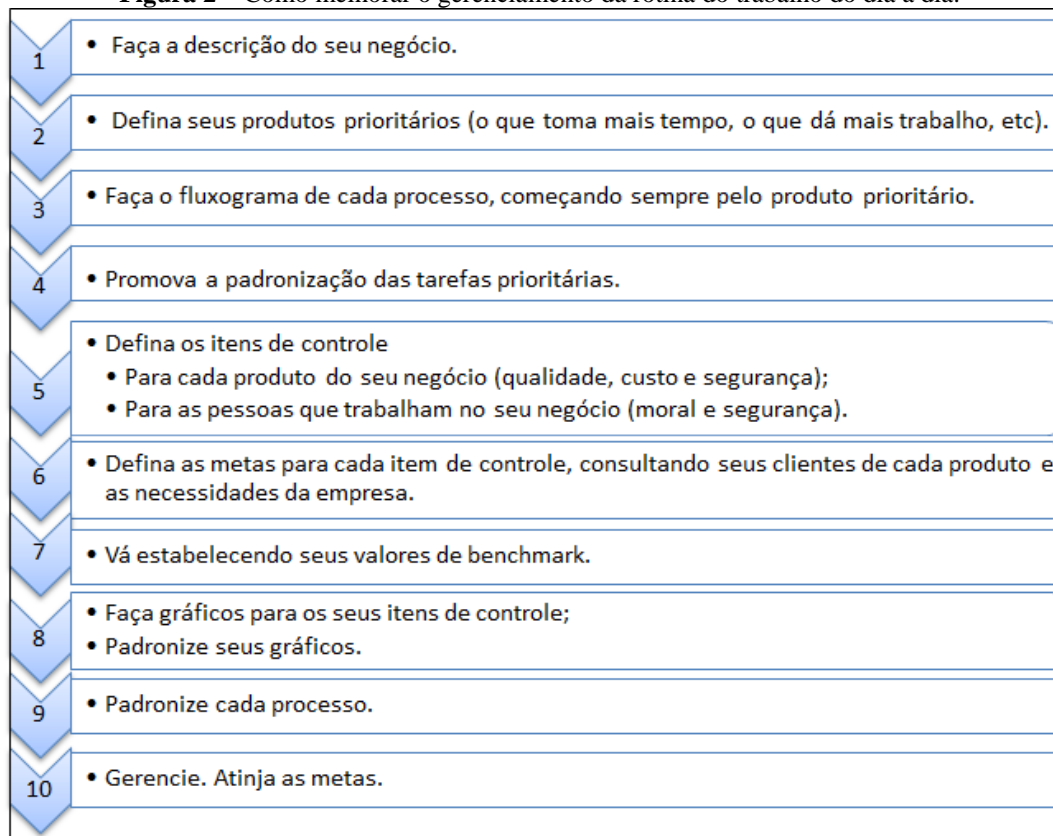 Figura 2 – Como melhorar o gerenciamento da rotina do trabalho do dia a dia.
1
• Faça a descrição do seu negócio.
2
• Defina seus produtos prioritários (o que toma mais tempo, o que dá mais trabalho, etc).
3
• Faça o fluxograma de cada processo, começando sempre pelo produto prioritário.
4
• Promova a padronização das tarefas prioritárias.
5
• Defina os itens de controle
• Para cada produto do seu negócio (qualidade, custo e segurança);
• Para as pessoas que trabalham no seu negócio (moral e segurança).
6
• Defina as metas para cada item de controle, consultando seus clientes de cada produto e
as necessidades da empresa.
7
• Vá estabelecendo seus valores de benchmark.
8
• Faça gráficos para os seus itens de controle;
• Padronize seus gráficos.
9
• Padronize cada processo.
10
• Gerencie. Atinja as metas.